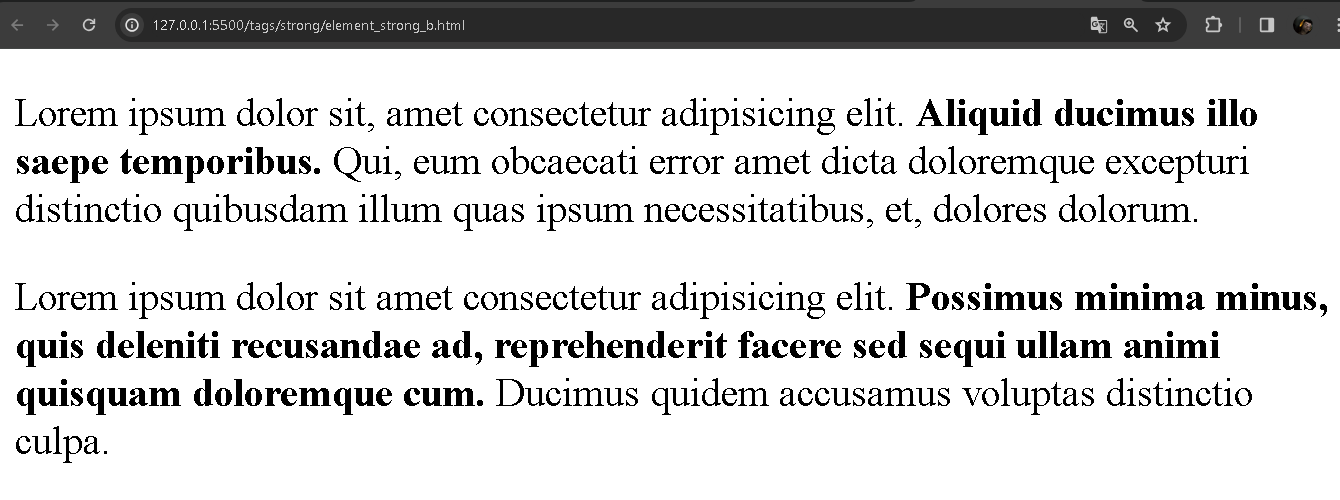 127.0.0.1:5500/tags/strong/element_strong_b.html
Lorem ipsum dolor sit, amet consectetur adipisicing elit. Aliquid ducimus illo
saepe temporibus. Qui, eum obcaecati error amet dicta doloremque excepturi
distinctio quibusdam illum quas ipsum necessitatibus, et, dolores dolorum.
Lorem ipsum dolor sit amet consectetur adipisicing elit. Possimus minima minus,
quis deleniti recusandae ad, reprehenderit facere sed sequi ullam animi
quisquam doloremque cum. Ducimus quidem accusamus voluptas distinctio
culpa.